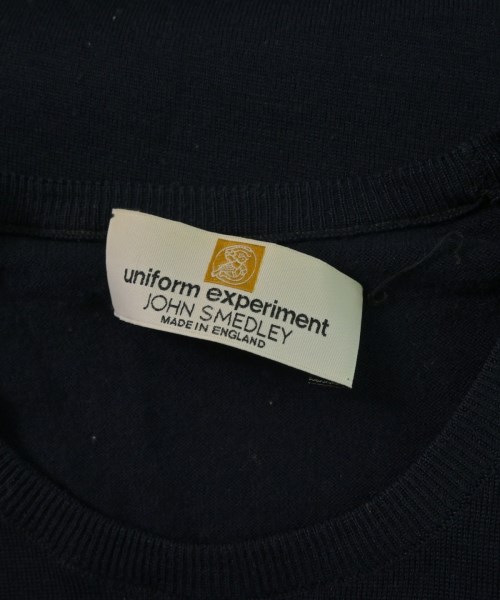 uniform experiment
JOHN SMEDLEY
MADE IN ENGLAND